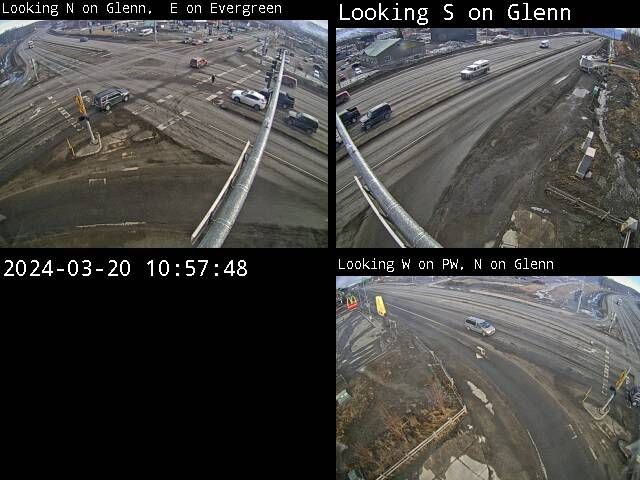 Looking N on Glenn,  E on Evergreen
Looking S on Glenn
2024-03-20 10:57:48
Looking W on PW, N on Glenn